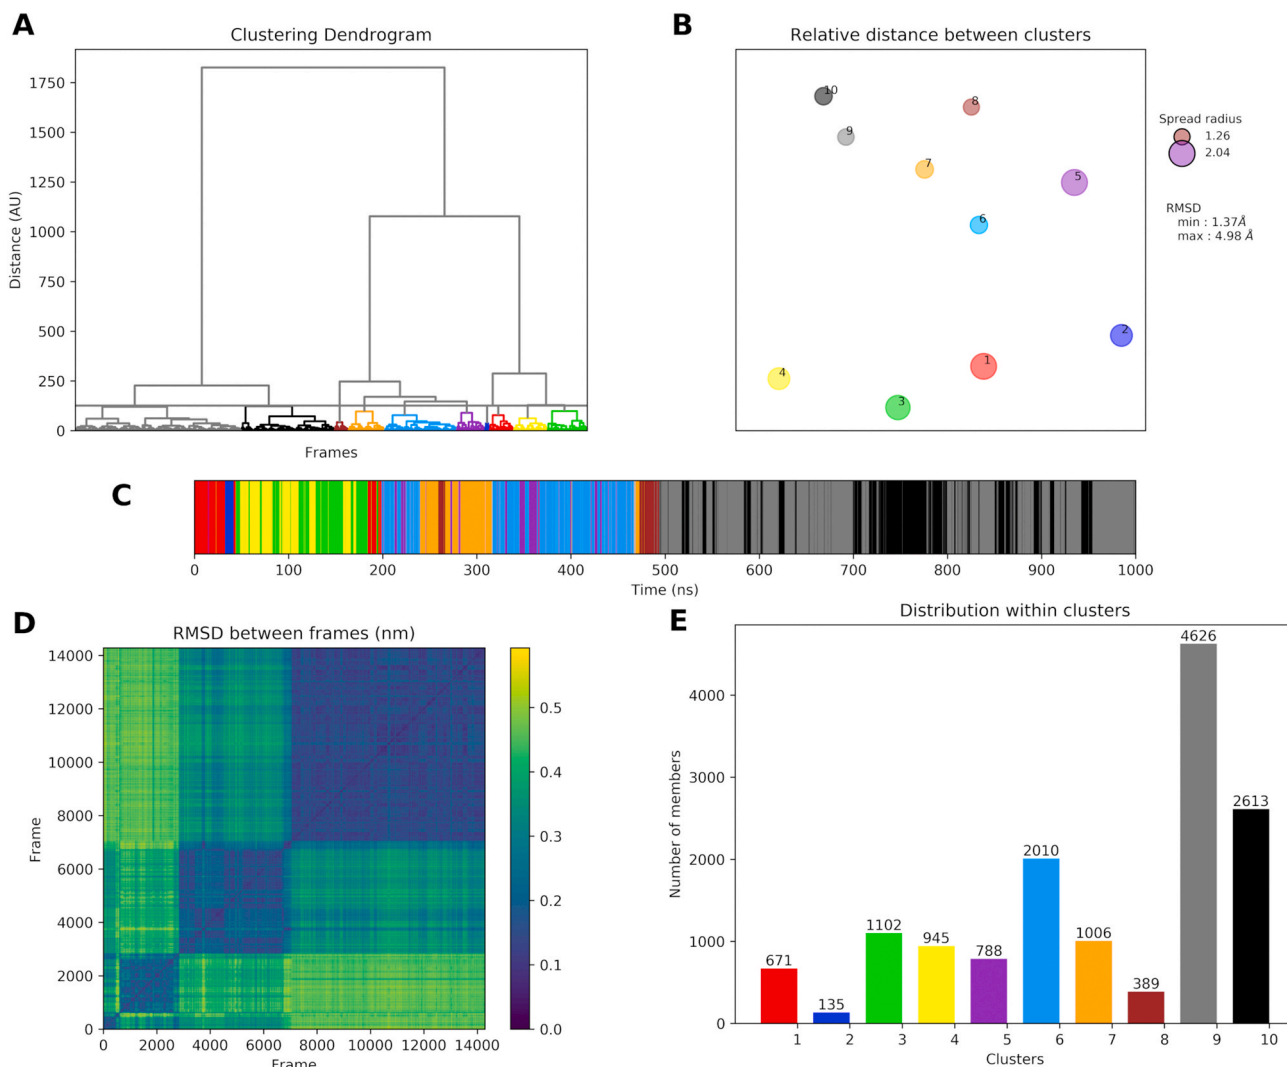 A
Clustering Dendrogram
Distance (AU)
1750
1500
1250
1000
750
500
250
0
Frames
B
Relative distance between clusters
10
8
9
7
5
6
2
1
4
3
Spread radius
1.26
2.04
RMSD
min : 1.37Å
max : 4.98 Å
C
0 100 200 300 400 500 600 700 800 900 1000
Time (ns)
D
RMSD between frames (nm)
Frame
14000
12000
10000
8000
6000
4000
2000
0
0 2000 4000 6000 8000 10000 12000 14000
Frame
0.5
0.4
0.3
0.2
0.1
0.0
E
Distribution within clusters
Number of members
4000
3000
2000
1000
0
671
135
1102
945
788
2010
1006
389
4626
2613
1 2 3 4 5 6 7 8 9 10
Clusters